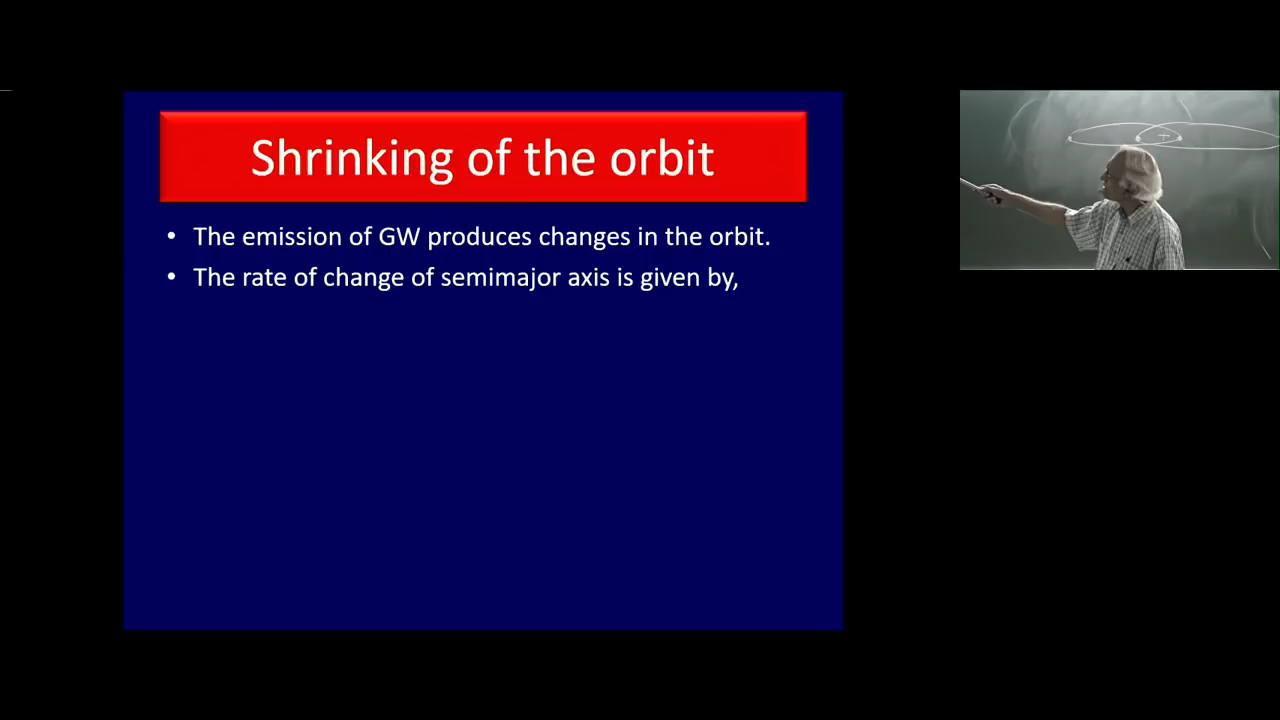 Shrinking of the orbit
• The emission of GW produces changes in the orbit.
• The rate of change of semimajor axis is given by,